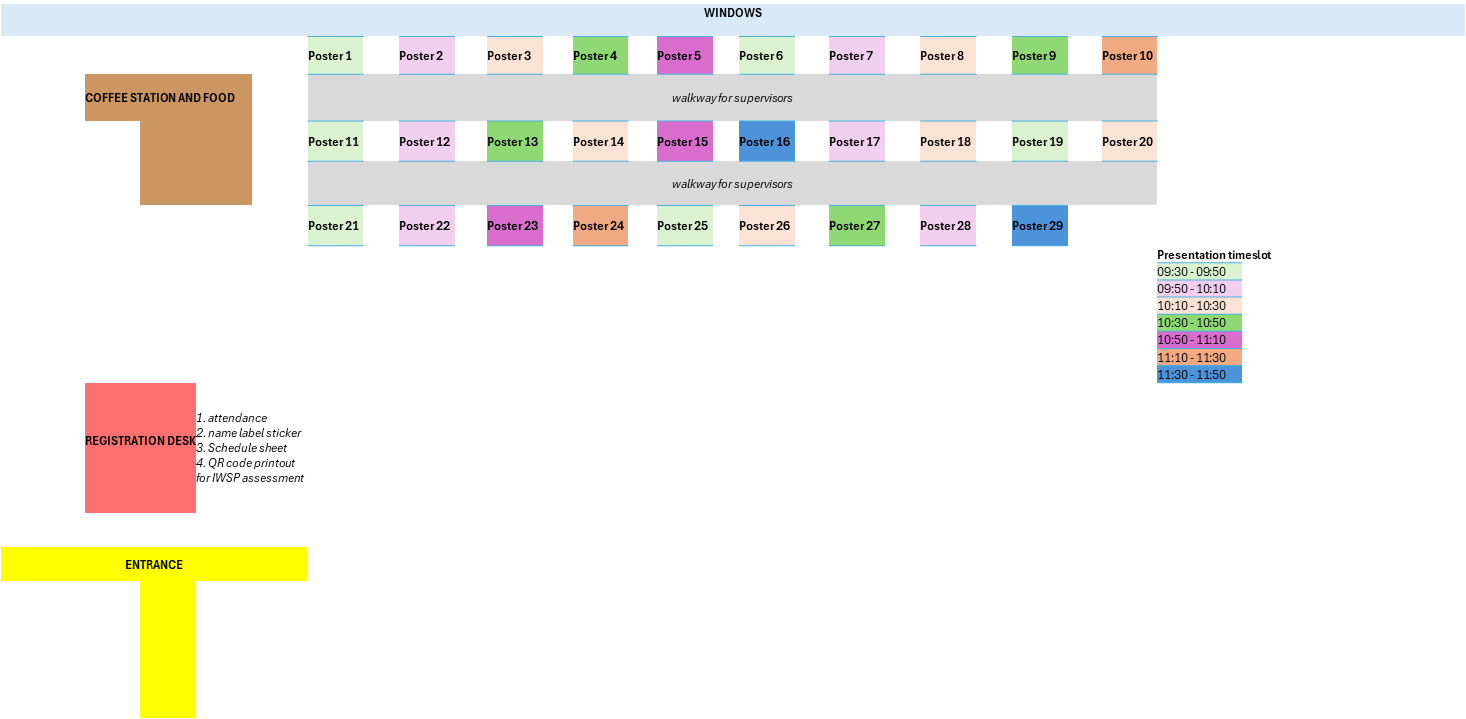 WINDOWS
Poster 1 Poster 2 Poster 3 Poster 4 Poster 5 Poster 6 Poster 7 Poster 8 Poster 9 Poster 10
COFFEE STATION AND FOOD
walkway for supervisors
Poster 11 Poster 12 Poster 13 Poster 14 Poster 15 Poster 16 Poster 17 Poster 18 Poster 19 Poster 20
walkway for supervisors
Poster 21 Poster 22 Poster 23 Poster 24 Poster 25 Poster 26 Poster 27 Poster 28 Poster 29
Presentation timeslot
09:30 - 09:50
09:50 - 10:10
10:10 - 10:30
10:30 - 10:50
10:50 - 11:10
11:10 - 11:30
11:30 - 11:50
REGISTRATION DESK
1. attendance
2. name label sticker
3. Schedule sheet
4. QR code printout
for IWSP assessment
ENTRANCE